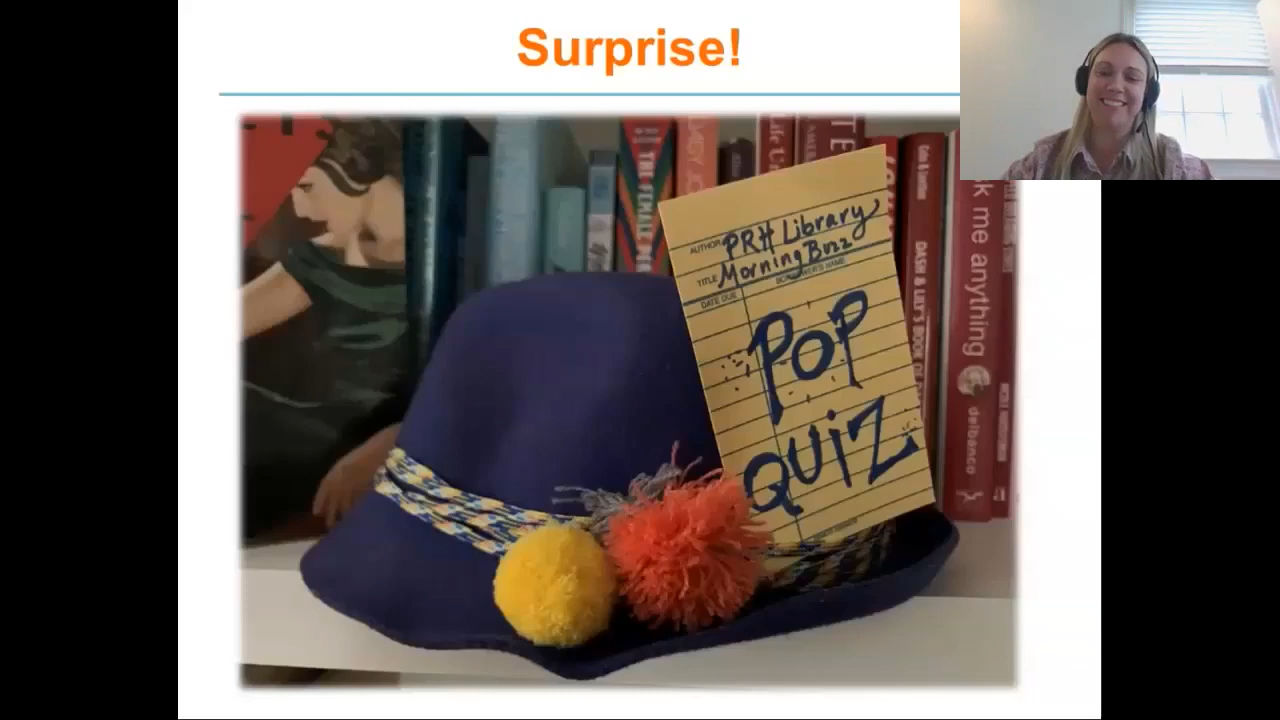 Surprise!
AUTHOR PRH Library
TITLE Morning Buzz
DATE DUE BORROWER'S NAME
POP
QUiZ
THE FEMALE
Life
DASH & LILY'S BOOK OF
me anything
delbanco